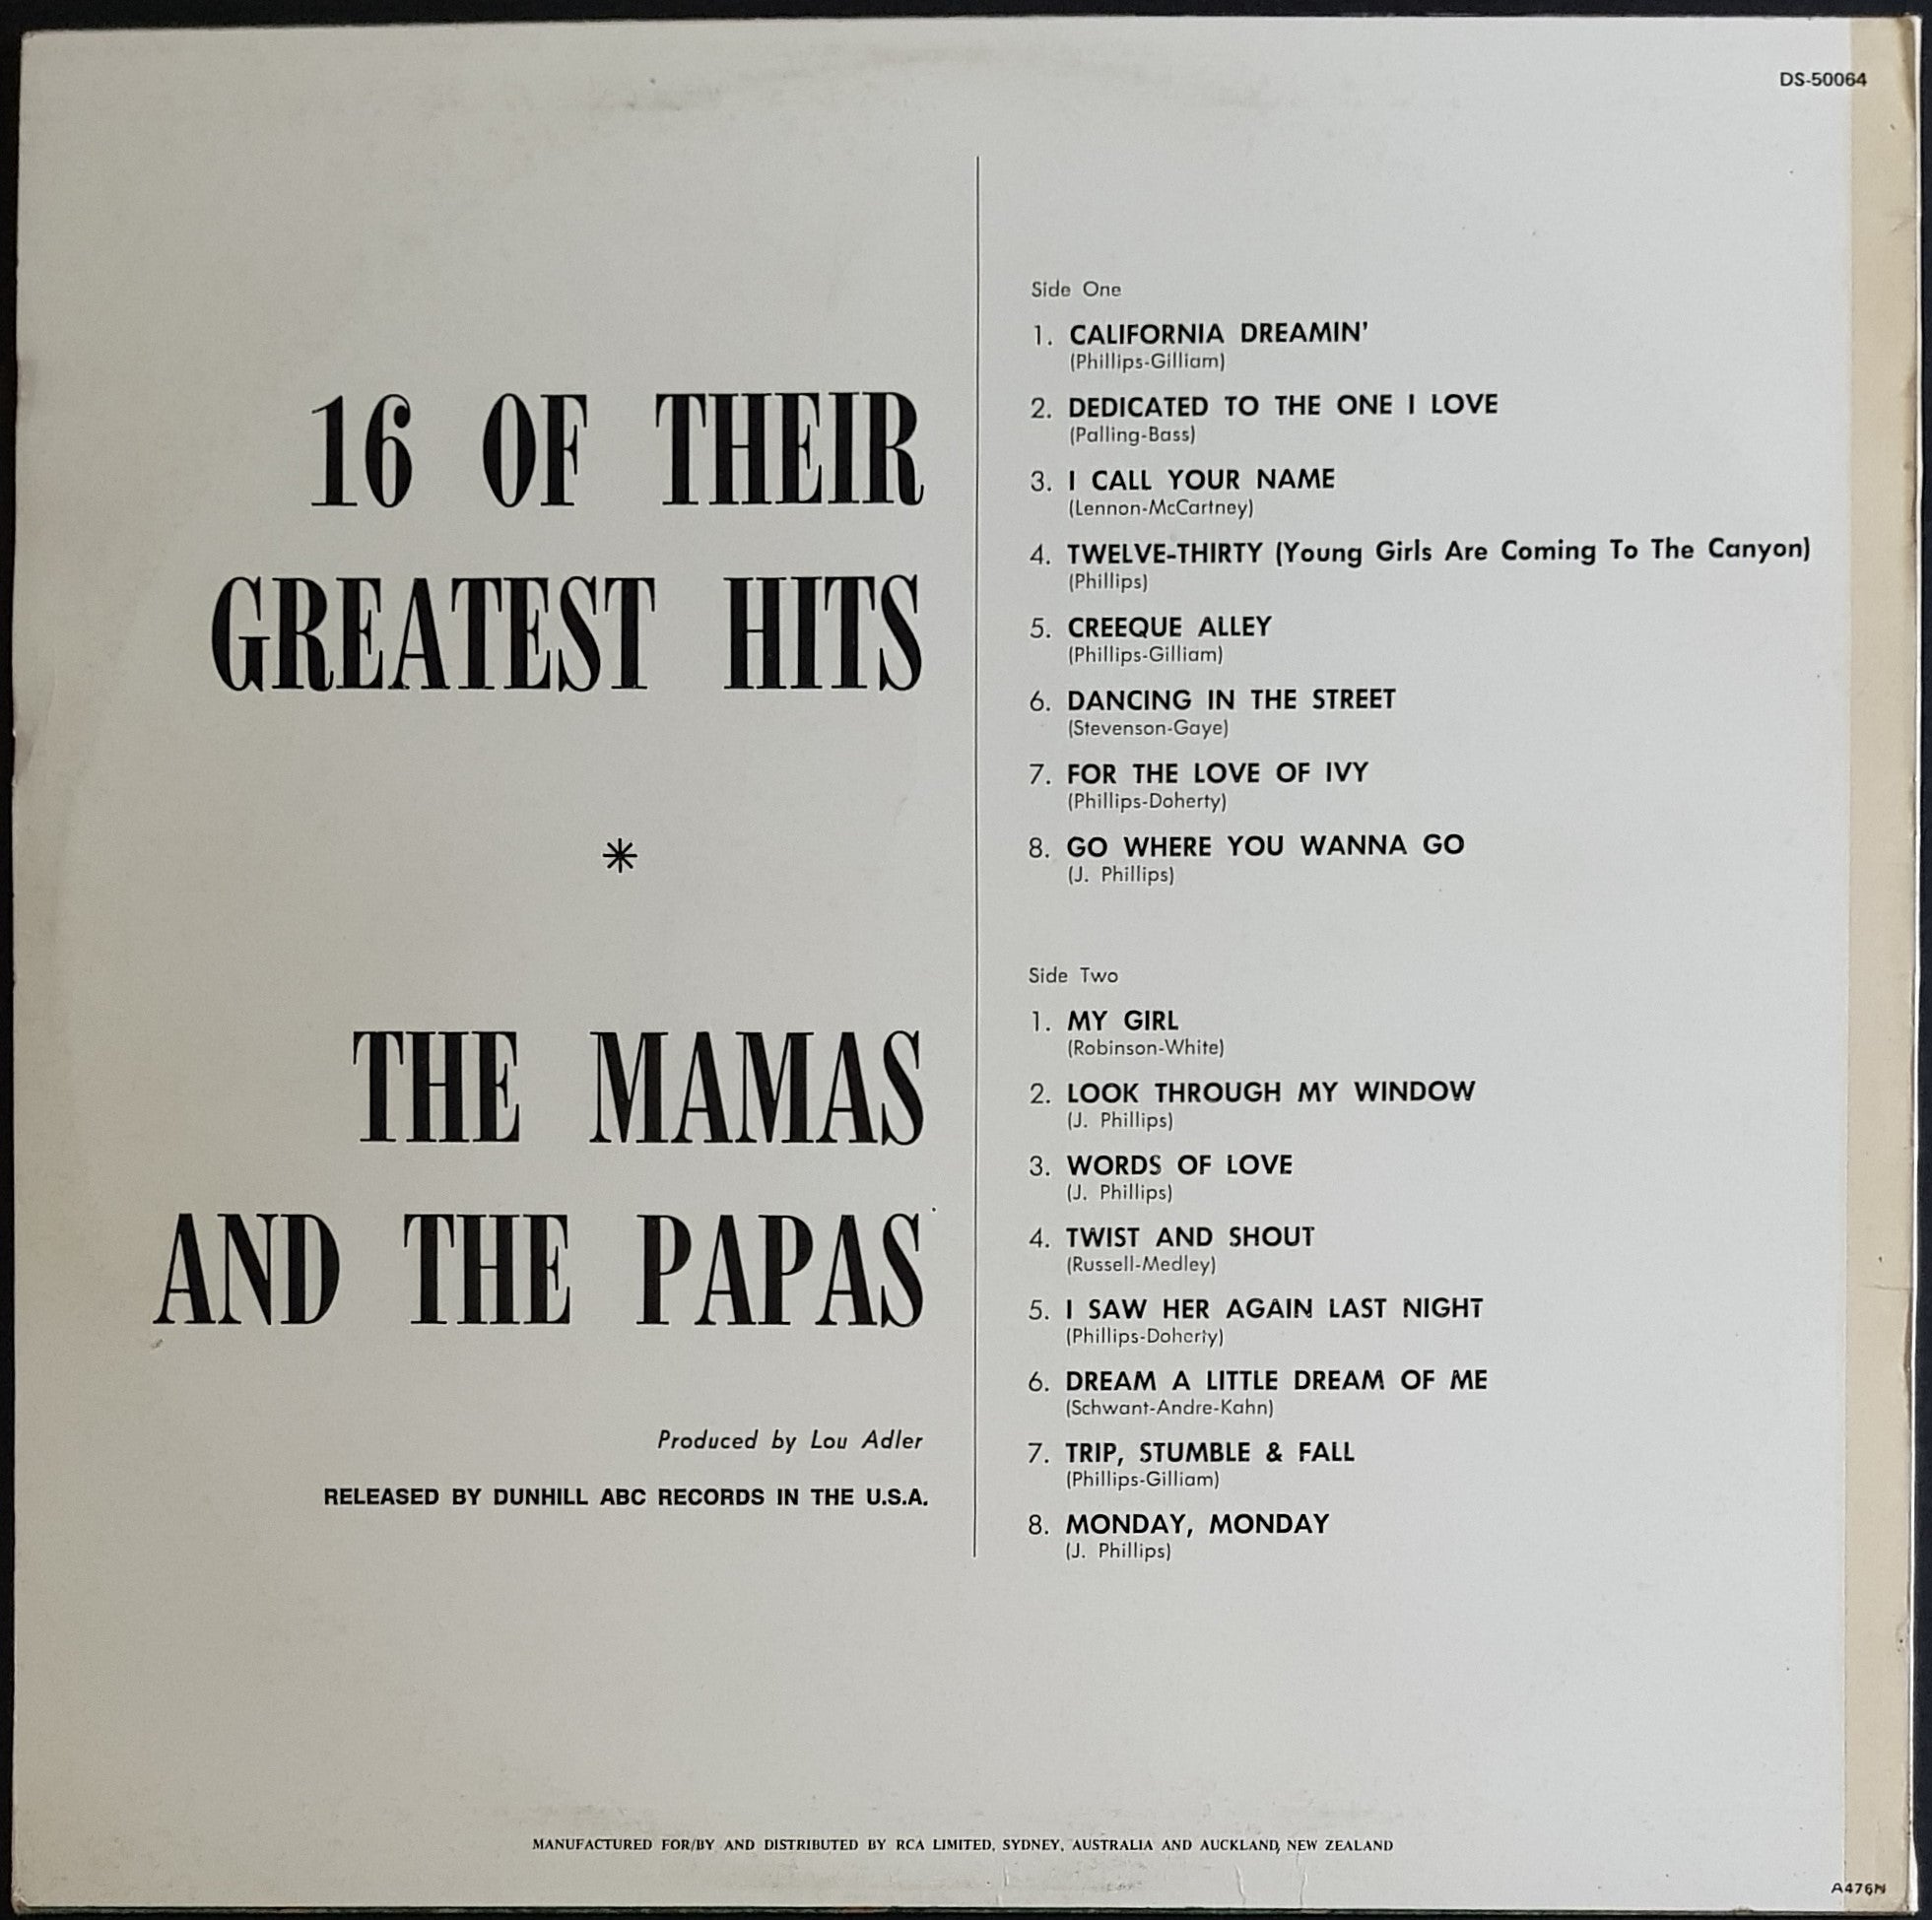 DS-50064
16 OF THEIR
GREATEST HITS
*
THE MAMAS
AND THE PAPAS
Produced by Lou Adler
RELEASED BY DUNHILL ABC RECORDS IN THE U.S.A.
Side One
1. CALIFORNIA DREAMIN'
(Phillips-Gilliam)
2. DEDICATED TO THE ONE I LOVE
(Palling-Bass)
3. I CALL YOUR NAME
(Lennon-McCartney)
4. TWELVE-THIRTY (Young Girls Are Coming To The Canyon)
(Phillips)
5. CREEQUE ALLEY
(Phillips-Gilliam)
6. DANCING IN THE STREET
(Stevenson-Gaye)
7. FOR THE LOVE OF IVY
(Phillips-Doherty)
8. GO WHERE YOU WANNA GO
(J. Phillips)
Side Two
1. MY GIRL
(Robinson-White)
2. LOOK THROUGH MY WINDOW
(J. Phillips)
3. WORDS OF LOVE
(J. Phillips)
4. TWIST AND SHOUT
(Russell-Medley)
5. I SAW HER AGAIN LAST NIGHT
(Phillips-Doherty)
6. DREAM A LITTLE DREAM OF ME
(Schwant-Andre-Kahn)
7. TRIP, STUMBLE & FALL
(Phillips-Gilliam)
8. MONDAY, MONDAY
(J. Phillips)
MANUFACTURED FOR/BY AND DISTRIBUTED BY RCA LIMITED, SYDNEY, AUSTRALIA AND AUCKLAND, NEW ZEALAND
A476N